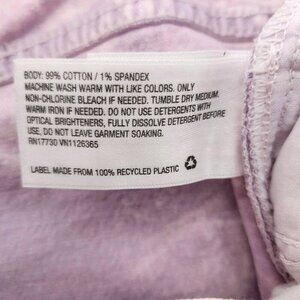 BODY: 99% COTTON / 1% SPANDEX
MACHINE WASH WARM WITH LIKE COLORS. ONLY
NON-CHLORINE BLEACH IF NEEDED. TUMBLE DRY MEDIUM.
WARM IRON IF NEEDED. DO NOT USE DETERGENTS WITH
OPTICAL BRIGHTENERS, FULLY DISSOLVE DETERGENT BEFORE
USE. DO NOT LEAVE GARMENT SOAKING.
RN17730 VN1126365
LABEL MADE FROM 100% RECYCLED PLASTIC